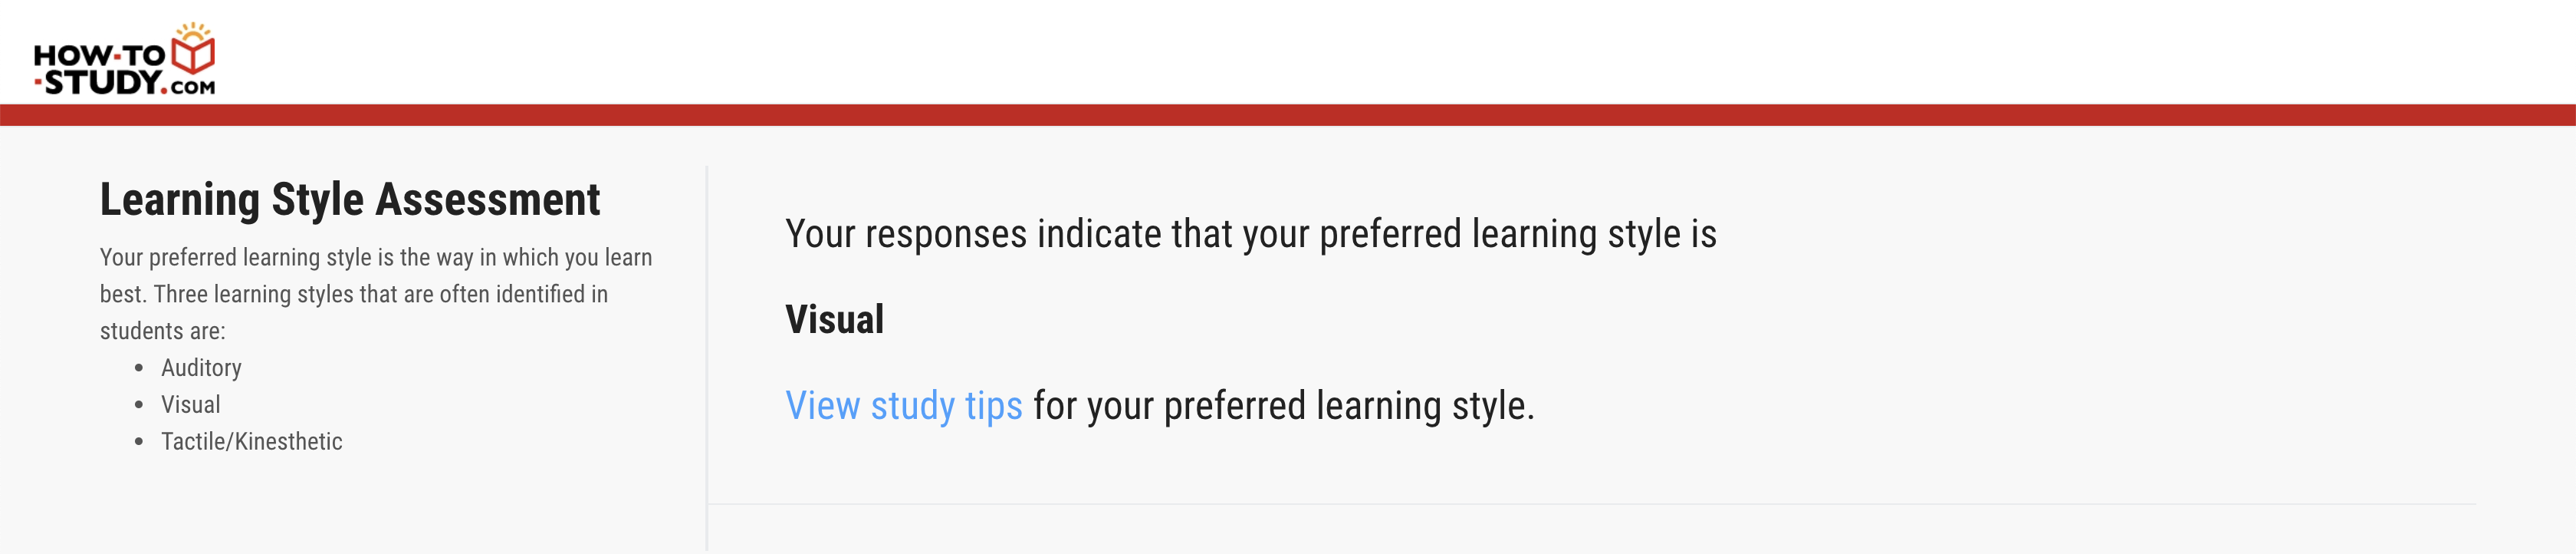 HOW-TO
-STUDY.COM
Learning Style Assessment
Your preferred learning style is the way in which you learn
best. Three learning styles that are often identified in
students are:
• Auditory
• Visual
• Tactile/Kinesthetic
Your responses indicate that your preferred learning style is
Visual
View study tips for your preferred learning style.